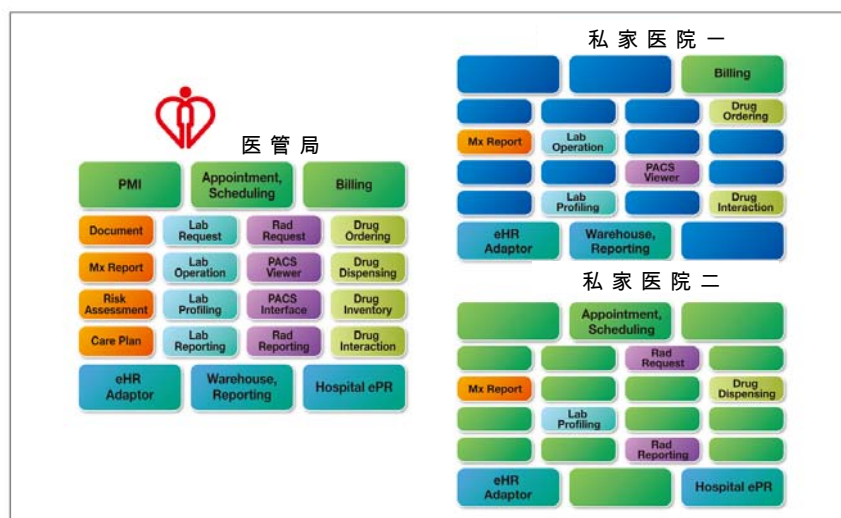 医管局
PMI
Appointment,
Scheduling
Billing
Document
Lab
Request
Rad
Request
Drug
Ordering
Mx Report
Lab
Operation
PACS
Viewer
Drug
Dispensing
Risk
Assessment
Lab
Profiling
PACS
Interface
Drug
Inventory
Care Plan
Lab
Reporting
Rad
Reporting
Drug
Interaction
eHR
Adaptor
Warehouse,
Reporting
Hospital ePR
私家医院一
Billing
Drug
Ordering
Mx Report
Lab
Operation
PACS
Viewer
Lab
Profiling
Drug
Interaction
eHR
Adaptor
Warehouse,
Reporting
私家医院二
Appointment,
Scheduling
Rad
Request
Mx Report
Drug
Dispensing
Lab
Profiling
Rad
Reporting
eHR
Adaptor
Hospital ePR